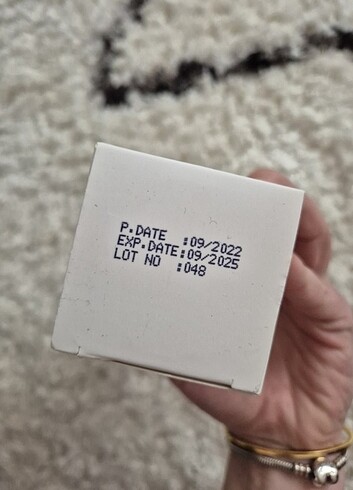 P.DATE :09/2022
EXP.DATE:09/2025
LOT NO :048